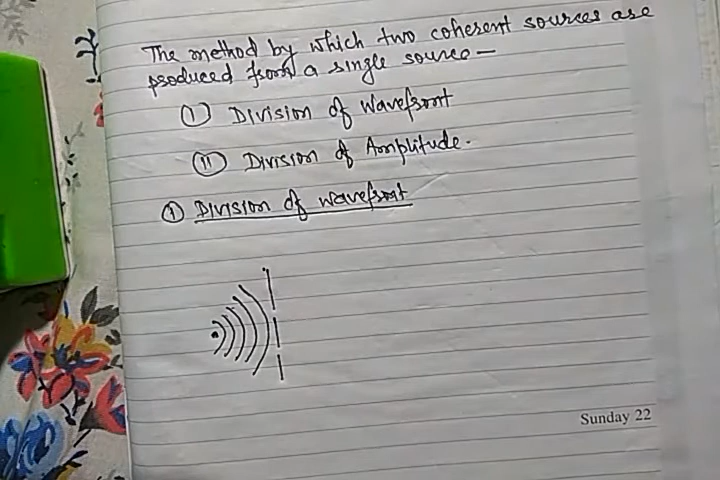 The method by which two coherent sources are
produced from a single source—
(I) Division of Wavefront
(II) Division of Amplitude.
(I) Division of wavefront
Sunday 22